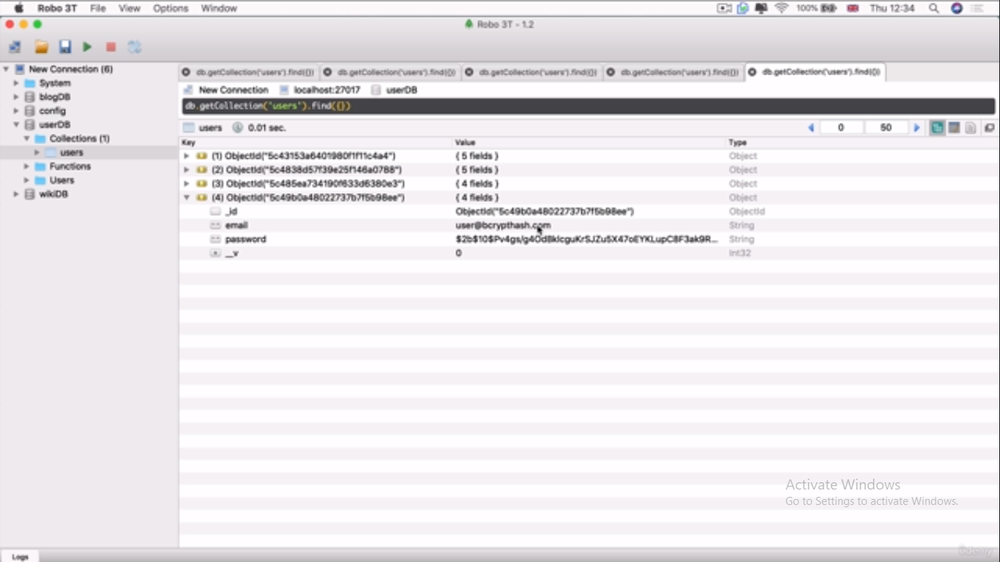 Robo 3T File View Options Window 100% Thu 12:34
Robo 3T - 1.2
New Connection (6)
System
blogDB
config
userDB
Collections (1)
users
Functions
Users
wikiDB
db.getCollection('users').find({}) db.getCollection('users').find({}) db.getCollection('users').find({}) db.getCollection('users').find({}) db.getCollection('users').find({})
New Connection localhost:27017 userDB
db.getCollection('users').find({})
users 0.01 sec. 0 50
Key Value Type
(1) ObjectId("5c43153a6401980f1f11c4a4") { 5 fields } Object
(2) ObjectId("5c4838d57f39e25f146a0788") { 5 fields } Object
(3) ObjectId("5c485ea734190f633d6380e3") { 4 fields } Object
(4) ObjectId("5c49b0a48022737b7f5b98ee") { 4 fields } Object
_id ObjectId("5c49b0a48022737b7f5b98ee") ObjectId
email user@bcrypthash.com String
password $2b$10$Pv4gs/g4OdBklcguKrSJZu5X47oEYKLupC8F3ak9R... String
__v 0 Int32
Activate Windows
Go to Settings to activate Windows.
Udemy
Logs